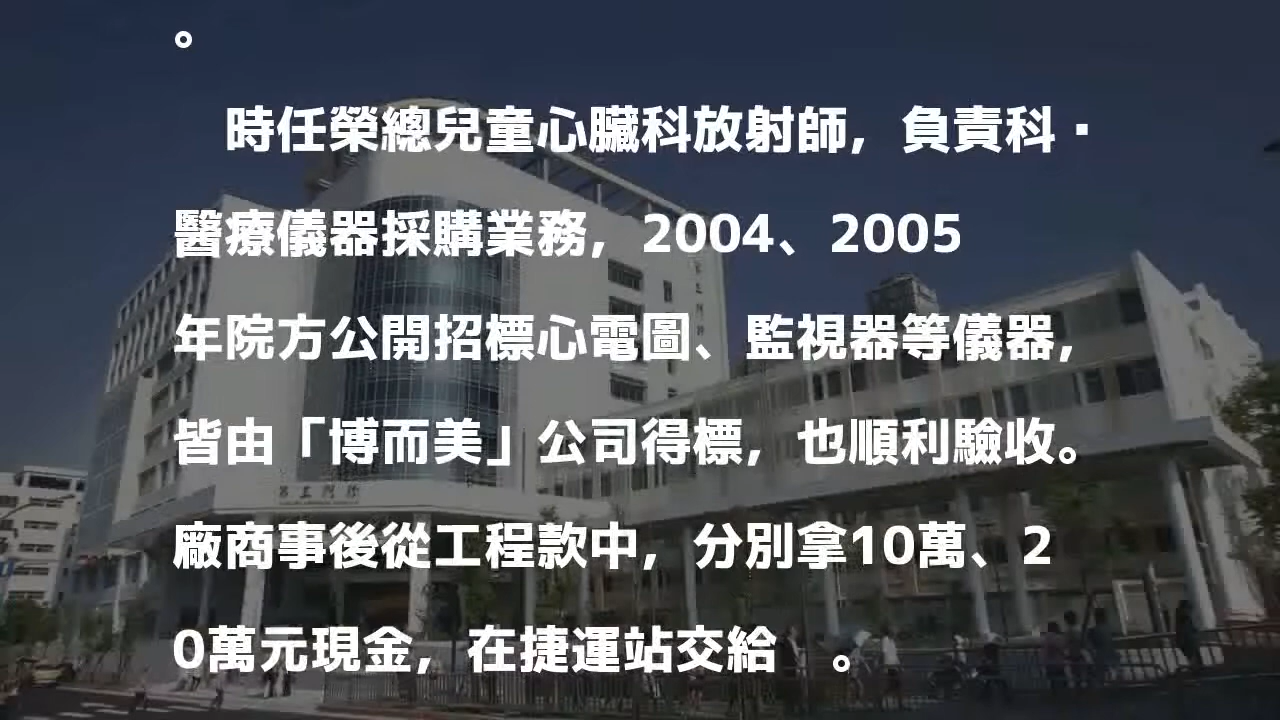 。
時任榮總兒童心臟科放射師，負責科▪
醫療儀器採購業務，2004、2005
年院方公開招標心電圖、監視器等儀器，
皆由「博而美」公司得標，也順利驗收。
第三門診
廠商事後從工程款中，分別拿10萬、2
0萬元現金，在捷運站交給　。